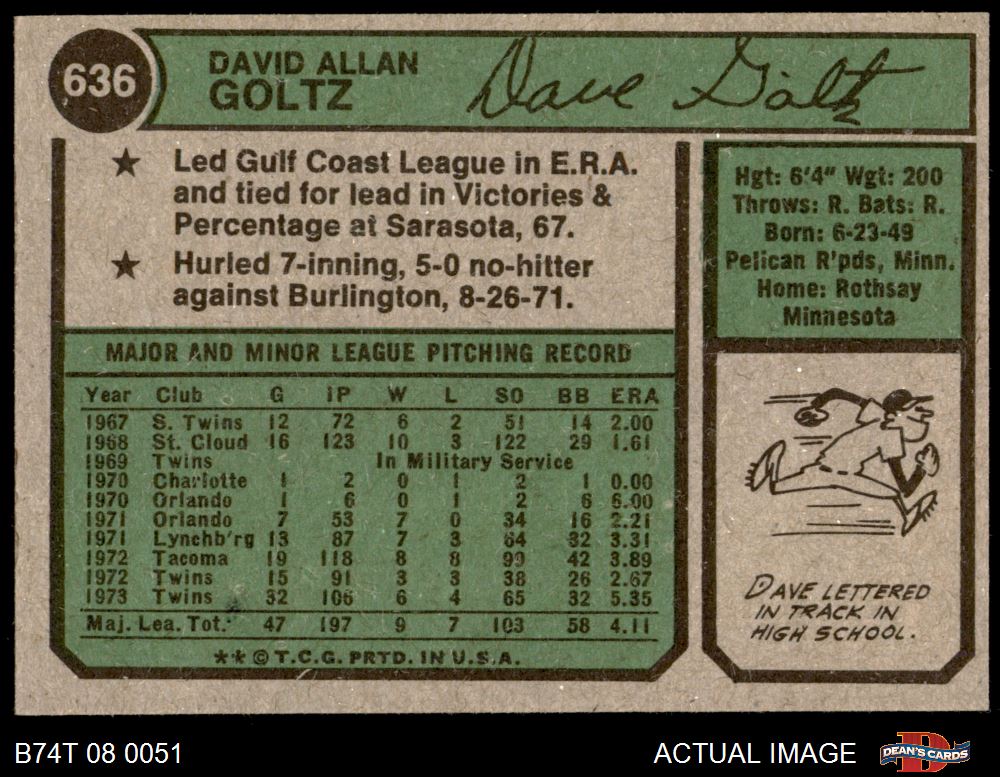 636
DAVID ALLAN
GOLTZ
Dave Goltz
★ Led Gulf Coast League in E.R.A.
and tied for lead in Victories &
Percentage at Sarasota, 67.
★ Hurled 7-inning, 5-0 no-hitter
against Burlington, 8-26-71.
Hgt: 6'4" Wgt: 200
Throws: R. Bats: R.
Born: 6-23-49
Pelican R'pds, Minn.
Home: Rothsay
Minnesota
MAJOR AND MINOR LEAGUE PITCHING RECORD
Year Club G IP W L SO BB ERA
1967 S. Twins 12 72 6 2 51 14 2.00
1968 St. Cloud 16 123 10 3 122 29 1.61
1969 Twins In Military Service
1970 Charlotte 1 2 0 1 2 1 0.00
1970 Orlando 1 6 0 1 2 6 6.00
1971 Orlando 7 53 7 0 34 16 2.21
1971 Lynchb'rg 13 87 7 3 64 32 3.31
1972 Tacoma 19 118 8 8 99 42 3.89
1972 Twins 15 91 3 3 38 26 2.67
1973 Twins 32 106 6 4 65 32 5.35
Maj. Lea. Tot. 47 197 9 7 103 58 4.11
**©T.C.G. PRTD. IN U.S.A.
DAVE LETTERED
IN TRACK IN
HIGH SCHOOL.
B74T 08 0051
ACTUAL IMAGE
DEAN'S CARDS